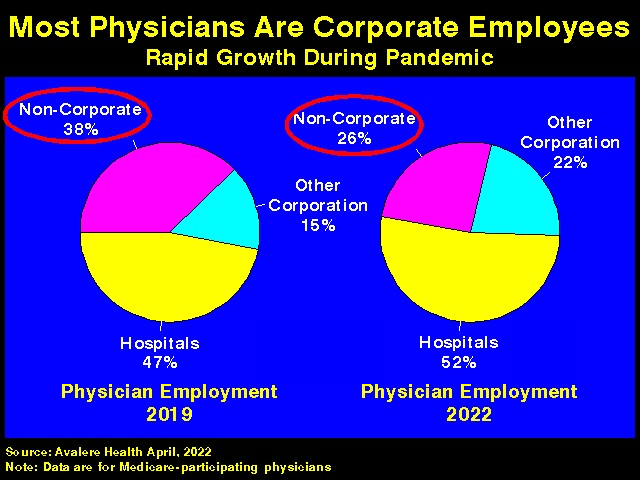 Most Physicians Are Corporate Employees
Rapid Growth During Pandemic
Non-Corporate
38%
Other
Corporation
15%
Hospitals
47%
Physician Employment
2019
Non-Corporate
26%
Other
Corporation
22%
Hospitals
52%
Physician Employment
2022
Source: Avalere Health April, 2022
Note: Data are for Medicare-participating physicians